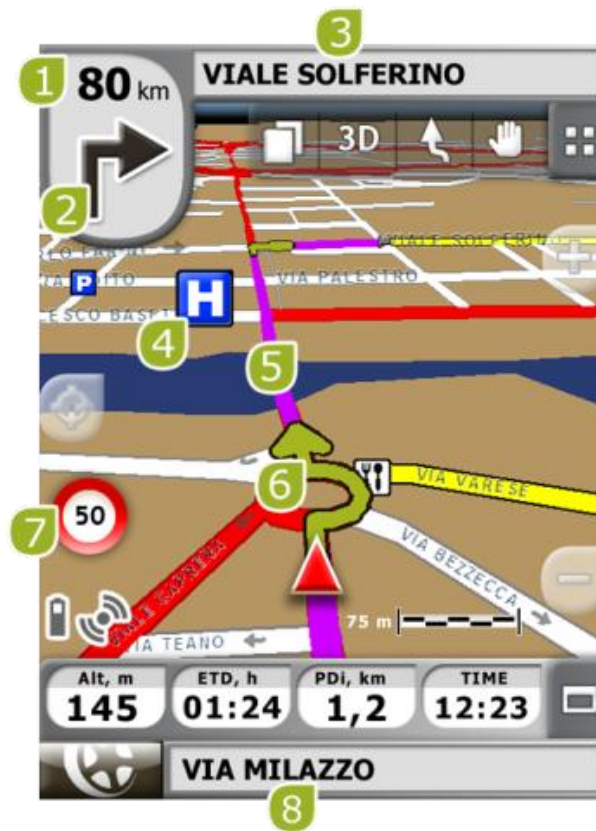 3
1
80 km
VIALE SOLFERINO
3D
2
VIALE SOLFERIN
P
H
VIA PALESTRO
4
5
6
VIA VARESE
7
50
VIA BEZZECCA
75 m
VIA TEANO
Alt, m
145
ETD, h
01:24
PDi, km
1,2
TIME
12:23
VIA MILAZZO
8